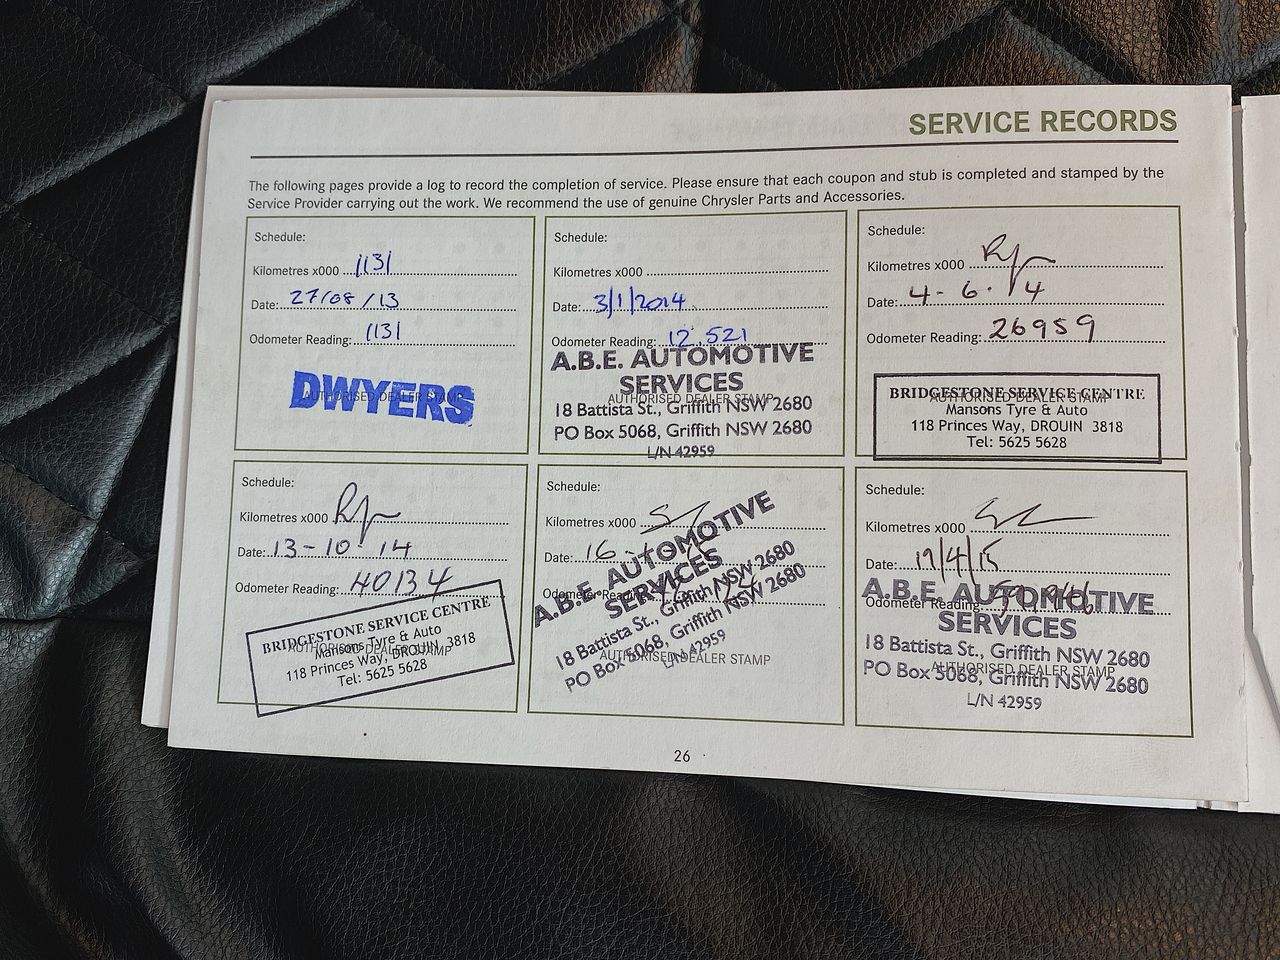 SERVICE RECORDS
The following pages provide a log to record the completion of service. Please ensure that each coupon and stub is completed and stamped by the
Service Provider carrying out the work. We recommend the use of genuine Chrysler Parts and Accessories.
Schedule:
Kilometres x000 1131
Date: 27/08/13
Odometer Reading: 1131
AUTHORISED DEALER STAMP
DWYERS
Schedule:
Kilometres x000
Date: 3/1/2014
Odometer Reading: 12,521
A.B.E. AUTOMOTIVE
SERVICES
AUTHORISED DEALER STAMP
18 Battista St., Griffith NSW 2680
PO Box 5068, Griffith NSW 2680
L/N 42959
Schedule:
Kilometres x000
Date: 4-6-14
Odometer Reading: 26959
BRIDGESTONE SERVICE CENTRE
AUTHORISED DEALER STAMP
Mansons Tyre & Auto
118 Princes Way, DROUIN 3818
Tel: 5625 5628
Schedule:
Kilometres x000
Date: 13-10-14
Odometer Reading: 40134
BRIDGESTONE SERVICE CENTRE
AUTHORISED DEALER STAMP
Mansons Tyre & Auto
118 Princes Way, DROUIN 3818
Tel: 5625 5628
Schedule:
Kilometres x000
Date: 16
Odometer Reading:
A.B.E. AUTOMOTIVE
SERVICES
18 Battista St., Griffith NSW 2680
PO Box 5068, Griffith NSW 2680
L/N 42959
AUTHORISED DEALER STAMP
Schedule:
Kilometres x000
Date: 17/4/15
Odometer Reading:
A.B.E. AUTOMOTIVE
SERVICES
18 Battista St., Griffith NSW 2680
AUTHORISED DEALER STAMP
PO Box 5068, Griffith NSW 2680
L/N 42959
26